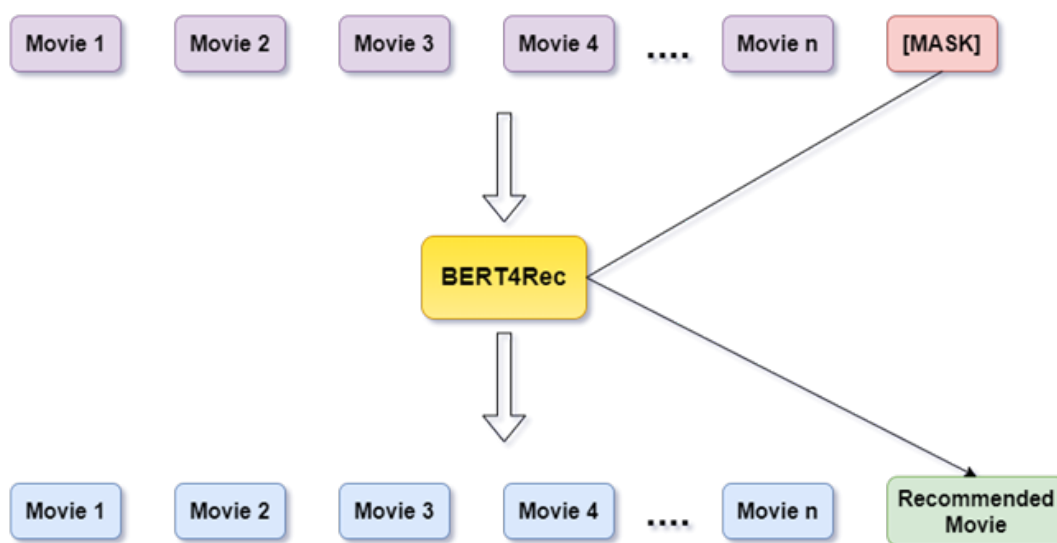 Movie 1
Movie 2
Movie 3
Movie 4
....
Movie n
[MASK]
BERT4Rec
Movie 1
Movie 2
Movie 3
Movie 4
....
Movie n
Recommended
Movie